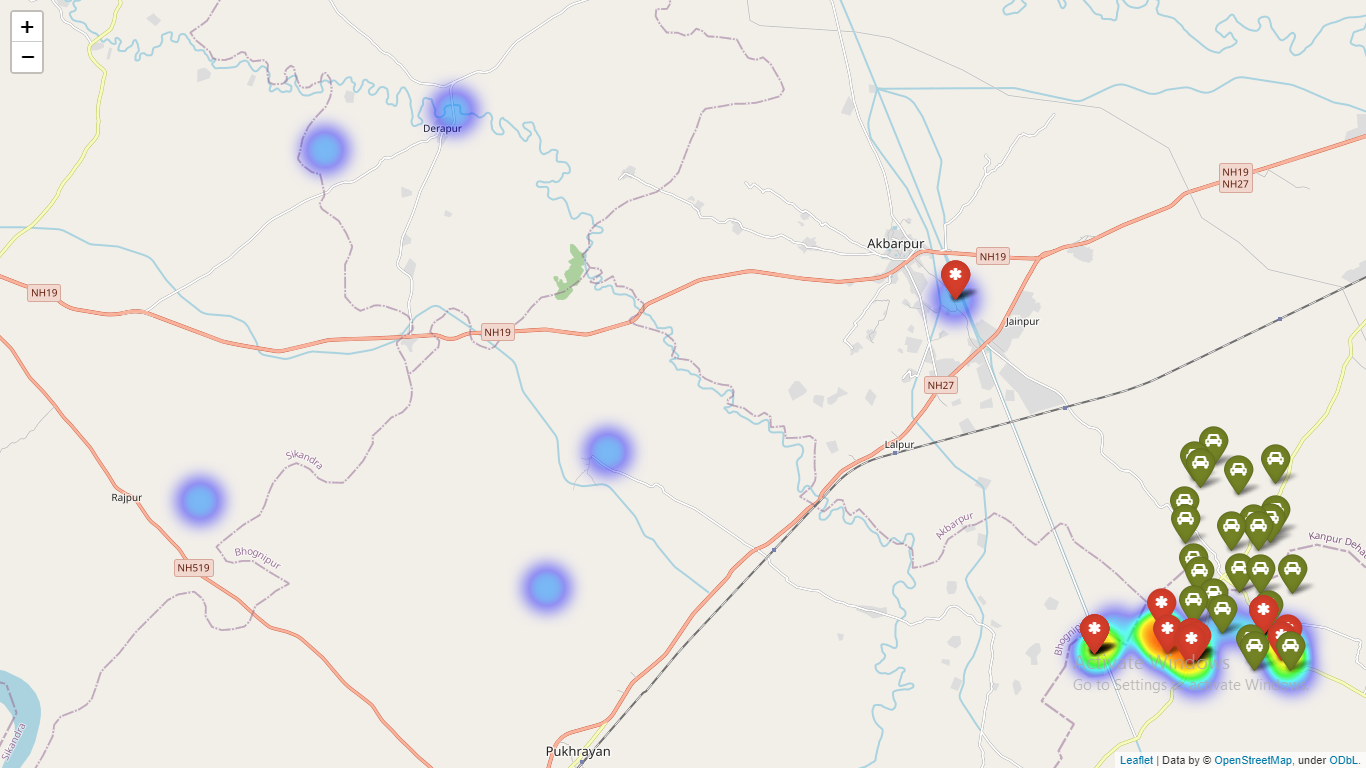 +
−
Derapur
NH19
NH27
Akbarpur
NH19
NH19
Jainpur
NH19
NH27
Lalpur
Sikandra
Rajpur
Akbarpur
Kanpur Deha
Bhognipur
NH519
Bhognip
Activate Windows
Go to Settings to activate Windows
Sikandra
Pukhrayan
Leaflet | Data by © OpenStreetMap, under ODbL.